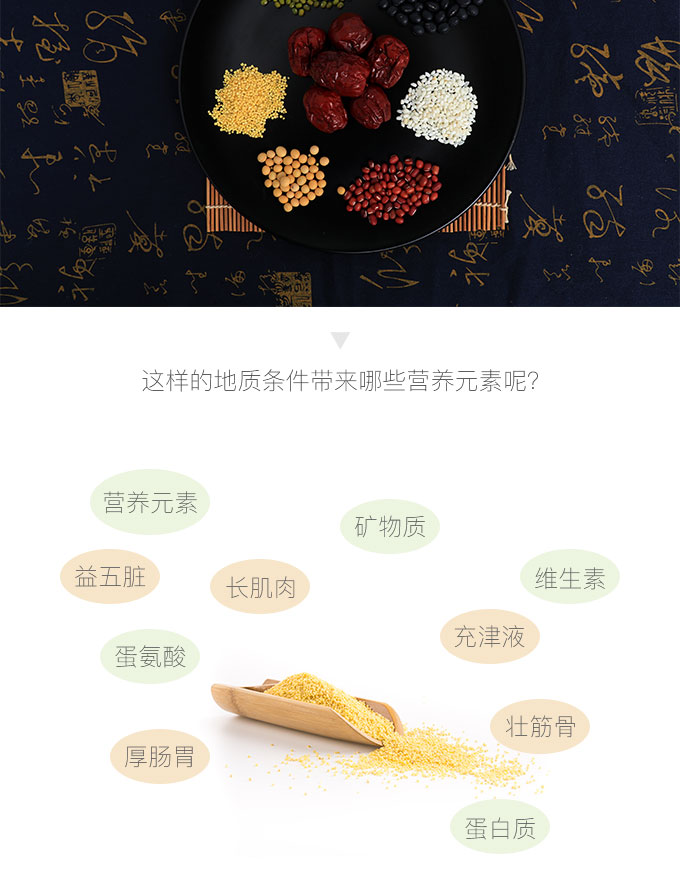 这样的地质条件带来哪些营养元素呢?
营养元素
矿物质
益五脏
长肌肉
维生素
充津液
蛋氨酸
壮筋骨
厚肠胃
蛋白质